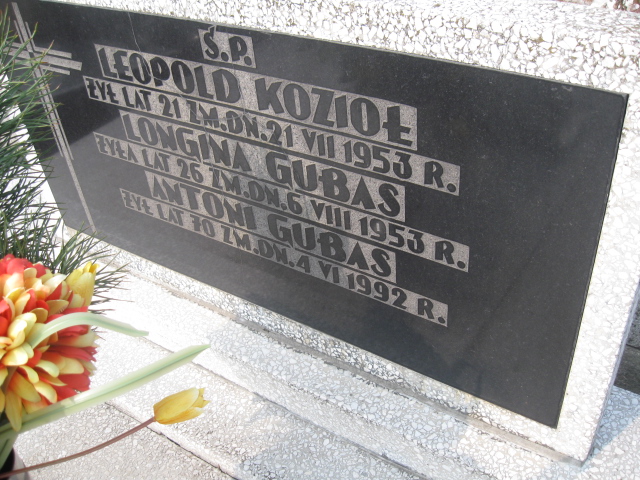 Ś.P.
LEOPOLD KOZIOŁ
ŻYŁ LAT 21 ZM.DN.21 VII 1953 R.
LONGINA GUBAS
ŻYŁA LAT 26 ZM.DN.6 VIII 1953 R.
ANTONI GUBAS
ŻYŁ LAT 70 ZM.DN.4 VI 1992 R.